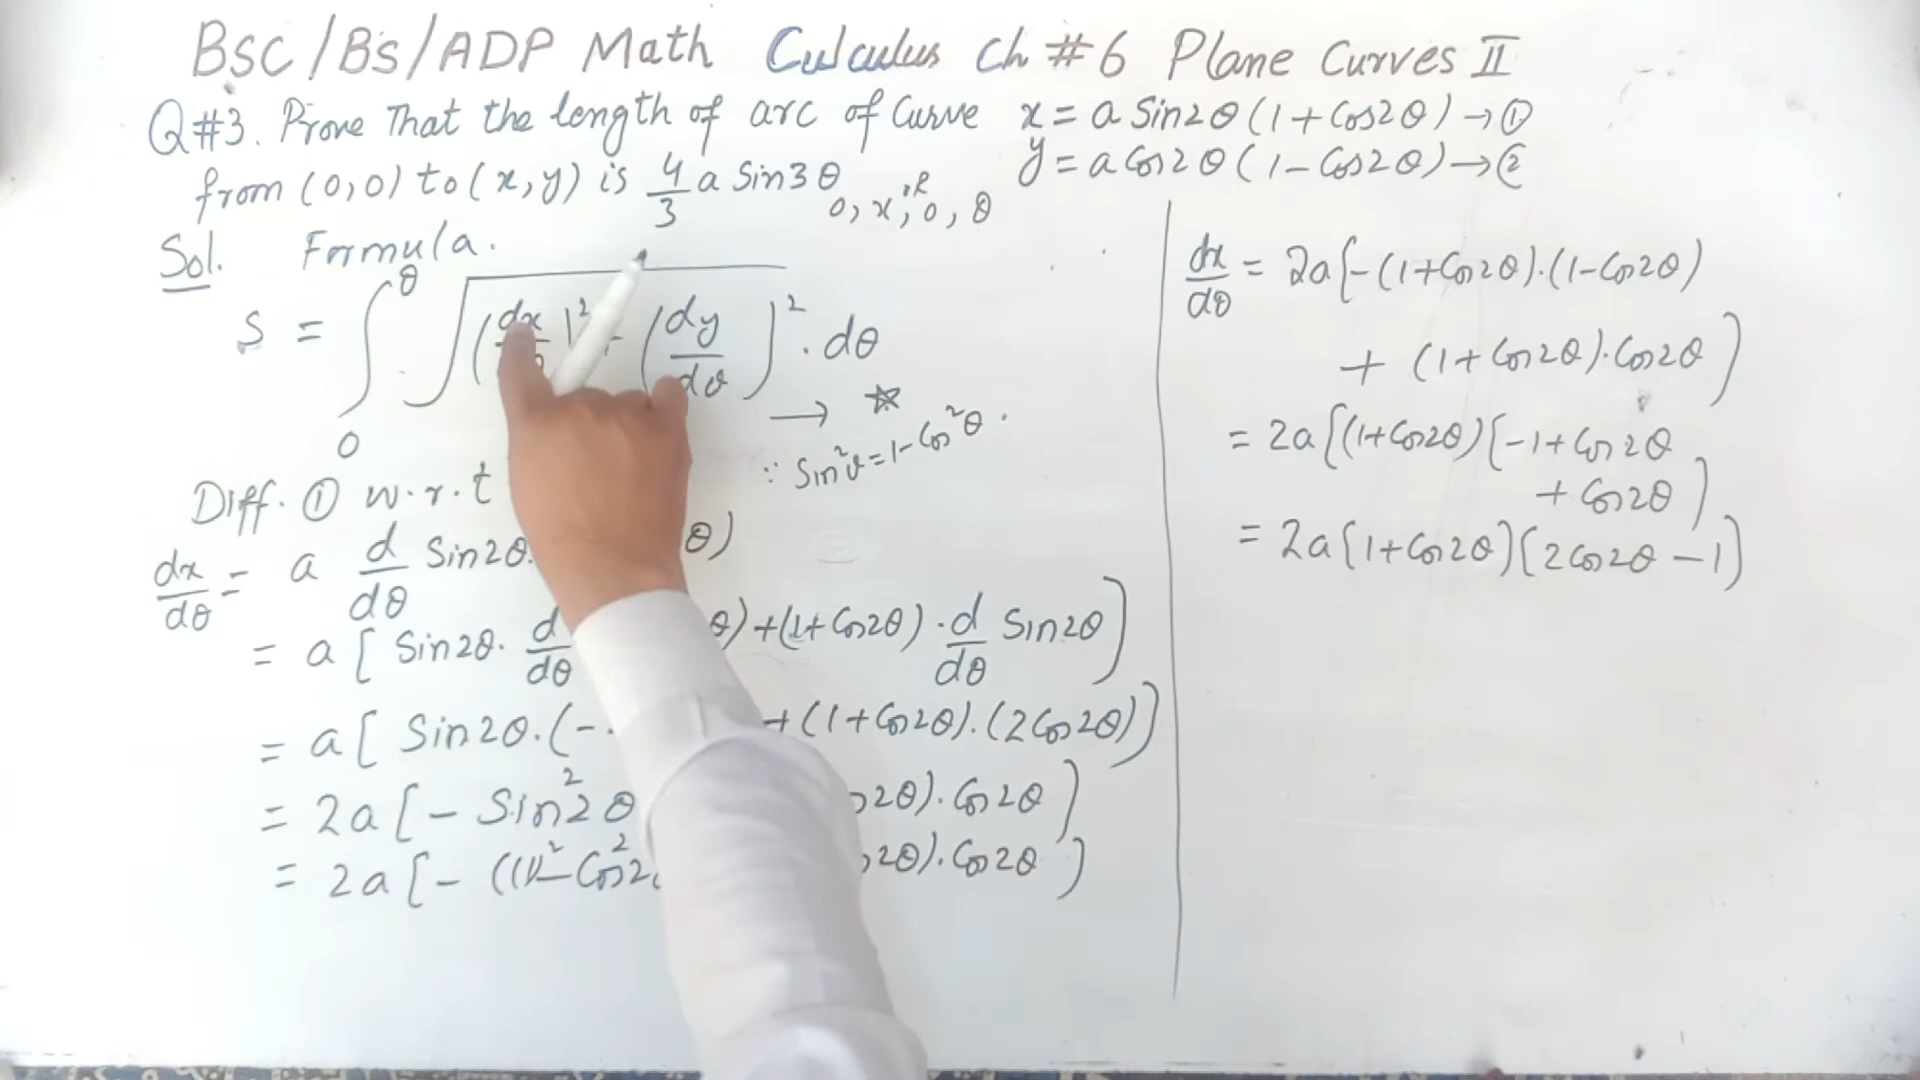 BSC/BS/ADP Math Calculus Ch #6 Plane Curves II
Q#3. Prove That the length of arc of Curve x = a Sin2θ(1+Cos2θ) → ①
from (0,0) to (x,y) is 4/3 a Sin3θ y = a Cos2θ(1-Cos2θ) → ②
0, x, 0, θ
Sol. Formula.
S = ∫₀^θ √((dx/ )² + (dy/dθ)²) . dθ
→ ☆
∵ Sin²θ = 1 - Cos²θ .
Diff. ① w.r.t
dx/dθ = a d/dθ Sin2θ. θ)
= a [ Sin2θ. d/dθ θ) + (1+Cos2θ) . d/dθ Sin2θ ]
= a [ Sin2θ.(- + (1+Cos2θ).(2Cos2θ) ]
= 2a [ - Sin²2θ 2θ).Cos2θ ]
= 2a [ - ((1)² - Cos²2 2θ).Cos2θ ]
dx/dθ = 2a [ -(1+Cos2θ).(1-Cos2θ)
+ (1+Cos2θ).Cos2θ ]
= 2a [(1+Cos2θ)[-1+Cos2θ
+ Cos2θ ]
= 2a [1+Cos2θ)[2Cos2θ - 1]